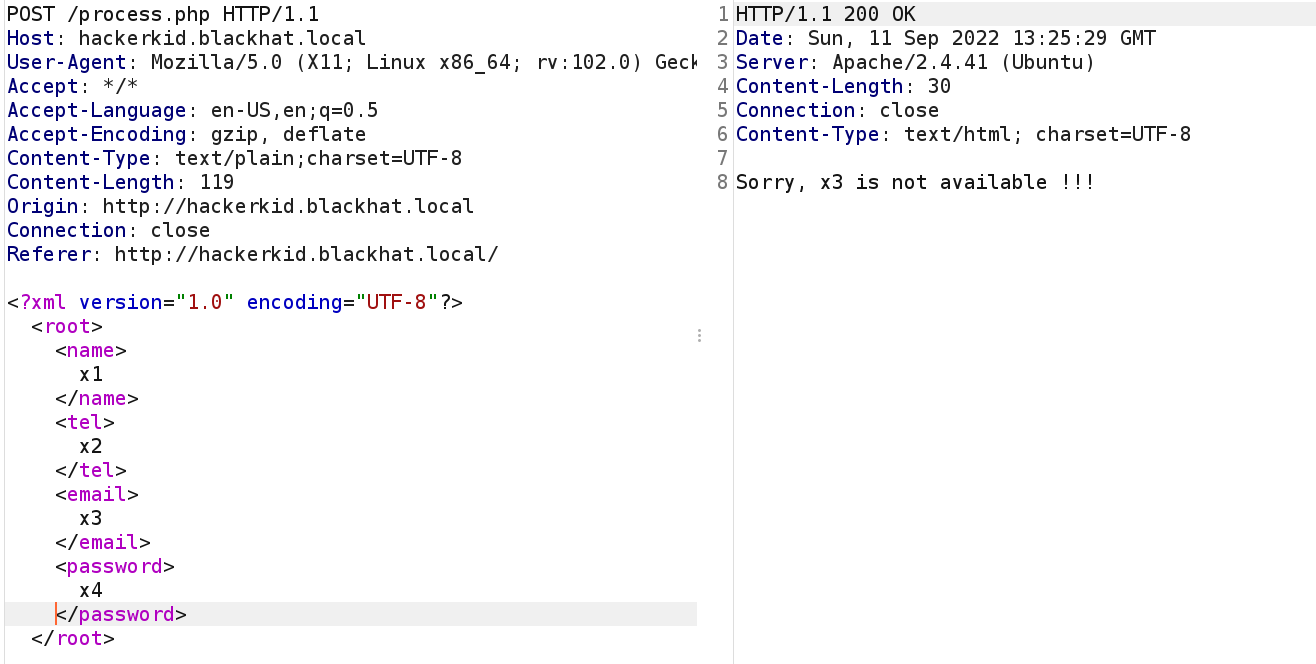 POST /process.php HTTP/1.1
Host: hackerkid.blackhat.local
User-Agent: Mozilla/5.0 (X11; Linux x86_64; rv:102.0) Geck
Accept: */*
Accept-Language: en-US,en;q=0.5
Accept-Encoding: gzip, deflate
Content-Type: text/plain;charset=UTF-8
Content-Length: 119
Origin: http://hackerkid.blackhat.local
Connection: close
Referer: http://hackerkid.blackhat.local/

<?xml version="1.0" encoding="UTF-8"?>
  <root>
    <name>
      x1
    </name>
    <tel>
      x2
    </tel>
    <email>
      x3
    </email>
    <password>
      x4
    </password>
  </root>
1 HTTP/1.1 200 OK
2 Date: Sun, 11 Sep 2022 13:25:29 GMT
3 Server: Apache/2.4.41 (Ubuntu)
4 Content-Length: 30
5 Connection: close
6 Content-Type: text/html; charset=UTF-8
7
8 Sorry, x3 is not available !!!